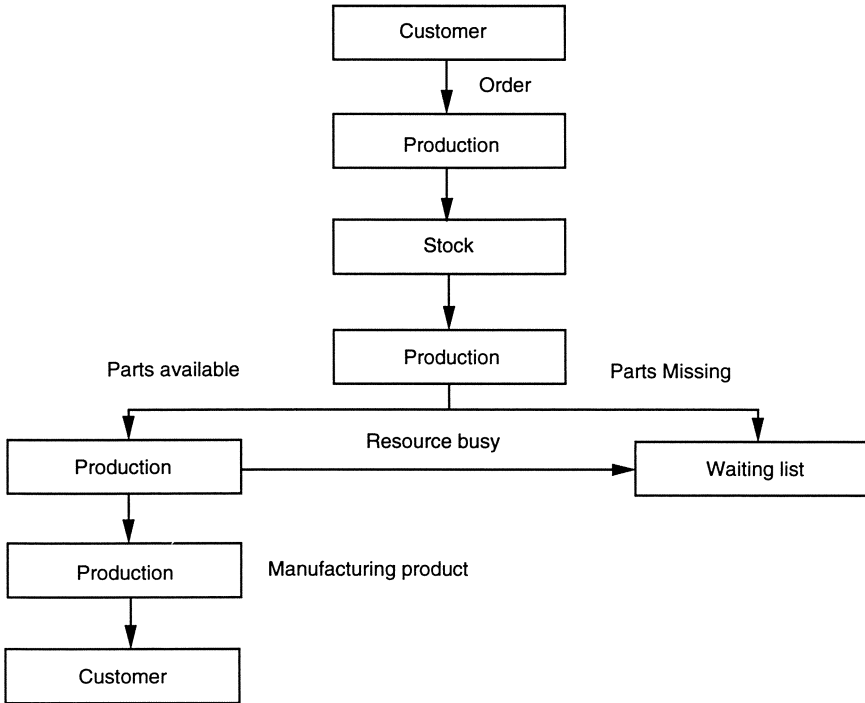 Customer
Order
Production
Stock
Production
Parts available
Parts Missing
Resource busy
Production
Waiting list
Production
Manufacturing product
Customer